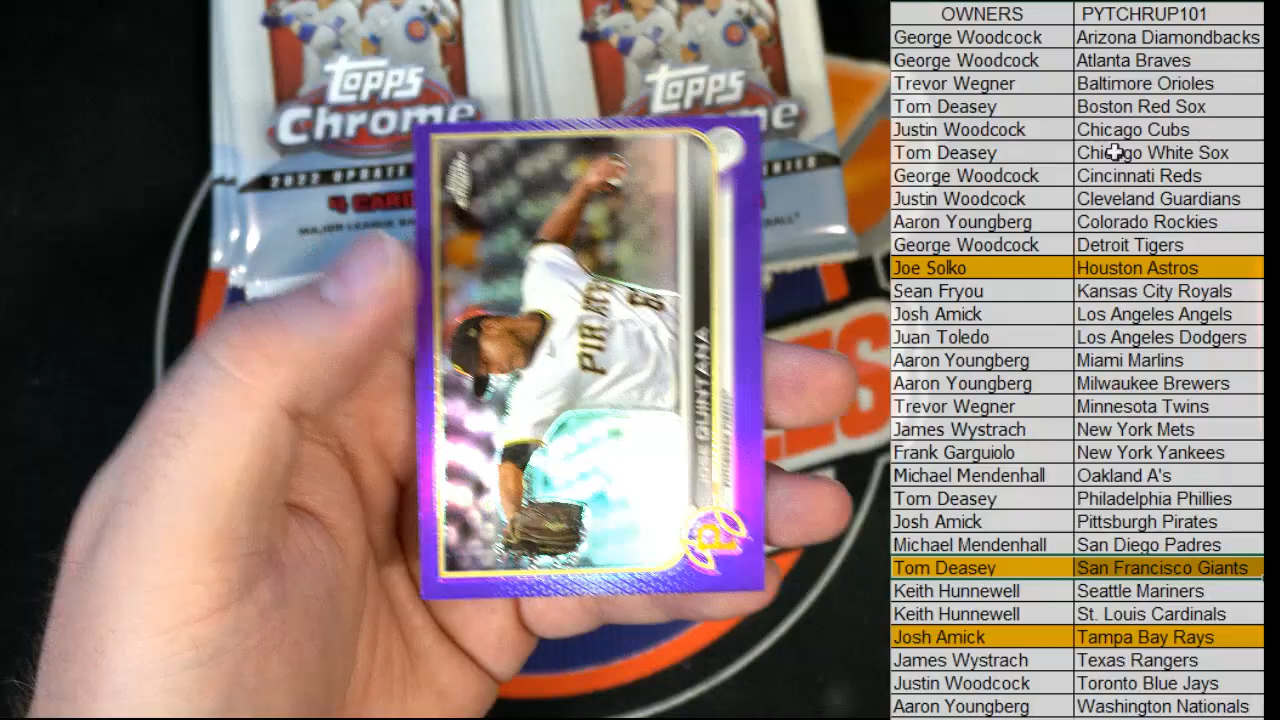 Topps
Chrome
2022 UPDATE
4 CARD
MAJOR LEAGUE
Topps
PIRATES
JOSE QUINTANA
OWNERS PYTCHRUP101
George Woodcock Arizona Diamondbacks
George Woodcock Atlanta Braves
Trevor Wegner Baltimore Orioles
Tom Deasey Boston Red Sox
Justin Woodcock Chicago Cubs
Tom Deasey Chicago White Sox
George Woodcock Cincinnati Reds
Justin Woodcock Cleveland Guardians
Aaron Youngberg Colorado Rockies
George Woodcock Detroit Tigers
Joe Solko Houston Astros
Sean Fryou Kansas City Royals
Josh Amick Los Angeles Angels
Juan Toledo Los Angeles Dodgers
Aaron Youngberg Miami Marlins
Aaron Youngberg Milwaukee Brewers
Trevor Wegner Minnesota Twins
James Wystrach New York Mets
Frank Garguiolo New York Yankees
Michael Mendenhall Oakland A's
Tom Deasey Philadelphia Phillies
Josh Amick Pittsburgh Pirates
Michael Mendenhall San Diego Padres
Tom Deasey San Francisco Giants
Keith Hunnewell Seattle Mariners
Keith Hunnewell St. Louis Cardinals
Josh Amick Tampa Bay Rays
James Wystrach Texas Rangers
Justin Woodcock Toronto Blue Jays
Aaron Youngberg Washington Nationals